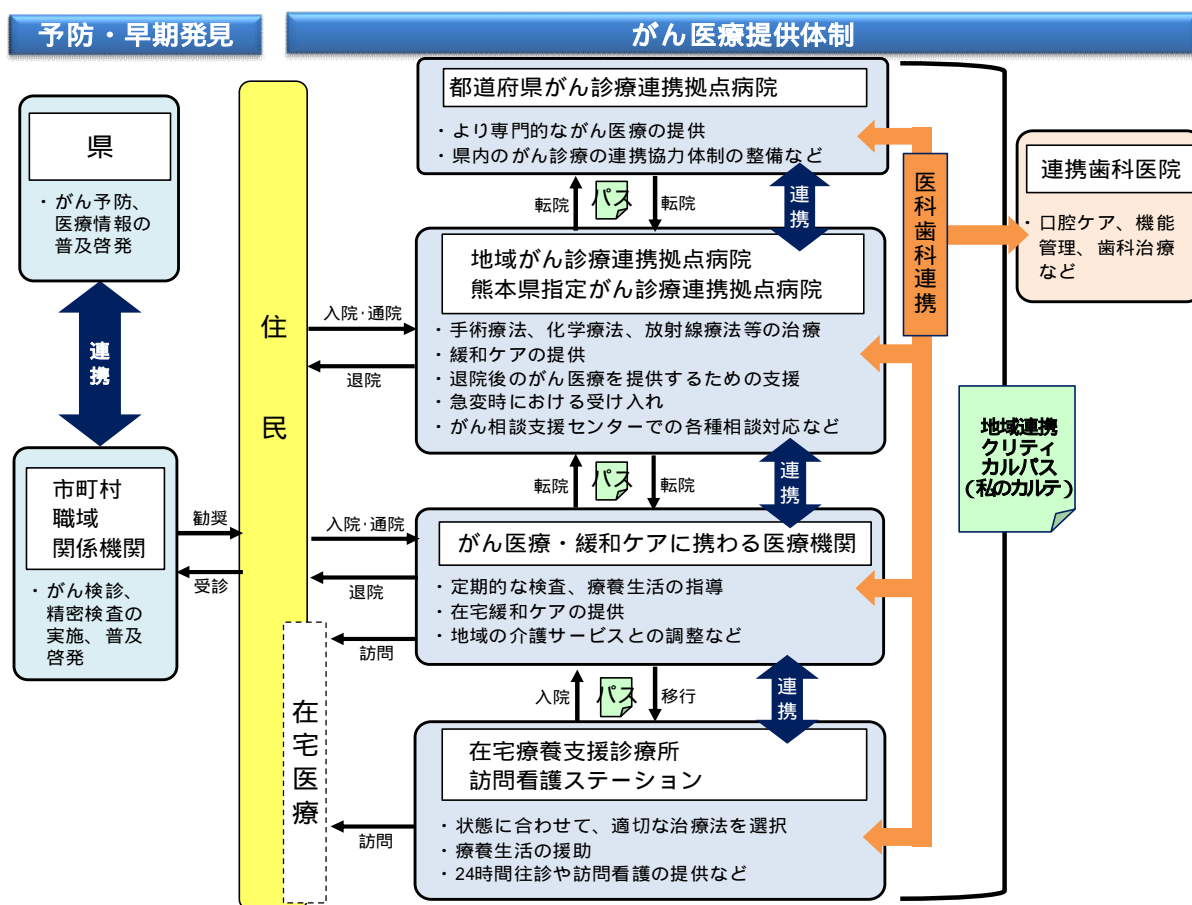 予防・早期発見
がん医療提供体制
県
・がん予防、
医療情報の
普及啓発
連携
市町村
職域
関係機関
・がん検診、
精密検査の
実施、普及
啓発
勧奨
受診
住民
在宅医療
入院・通院
退院
入院・通院
退院
訪問
訪問
都道府県がん診療連携拠点病院
・より専門的ながん医療の提供
・県内のがん診療の連携協力体制の整備など
転院
パス
転院
連携
地域がん診療連携拠点病院
熊本県指定がん診療連携拠点病院
・手術療法、化学療法、放射線療法等の治療
・緩和ケアの提供
・退院後のがん医療を提供するための支援
・急変時における受け入れ
・がん相談支援センターでの各種相談対応など
転院
パス
転院
連携
がん医療・緩和ケアに携わる医療機関
・定期的な検査、療養生活の指導
・在宅緩和ケアの提供
・地域の介護サービスとの調整など
入院
パス
移行
連携
在宅療養支援診療所
訪問看護ステーション
・状態に合わせて、適切な治療法を選択
・療養生活の援助
・24時間往診や訪問看護の提供など
医科歯科連携
連携歯科医院
・口腔ケア、機能
管理、歯科治療
など
地域連携
クリティ
カルパス
(私のカルテ)